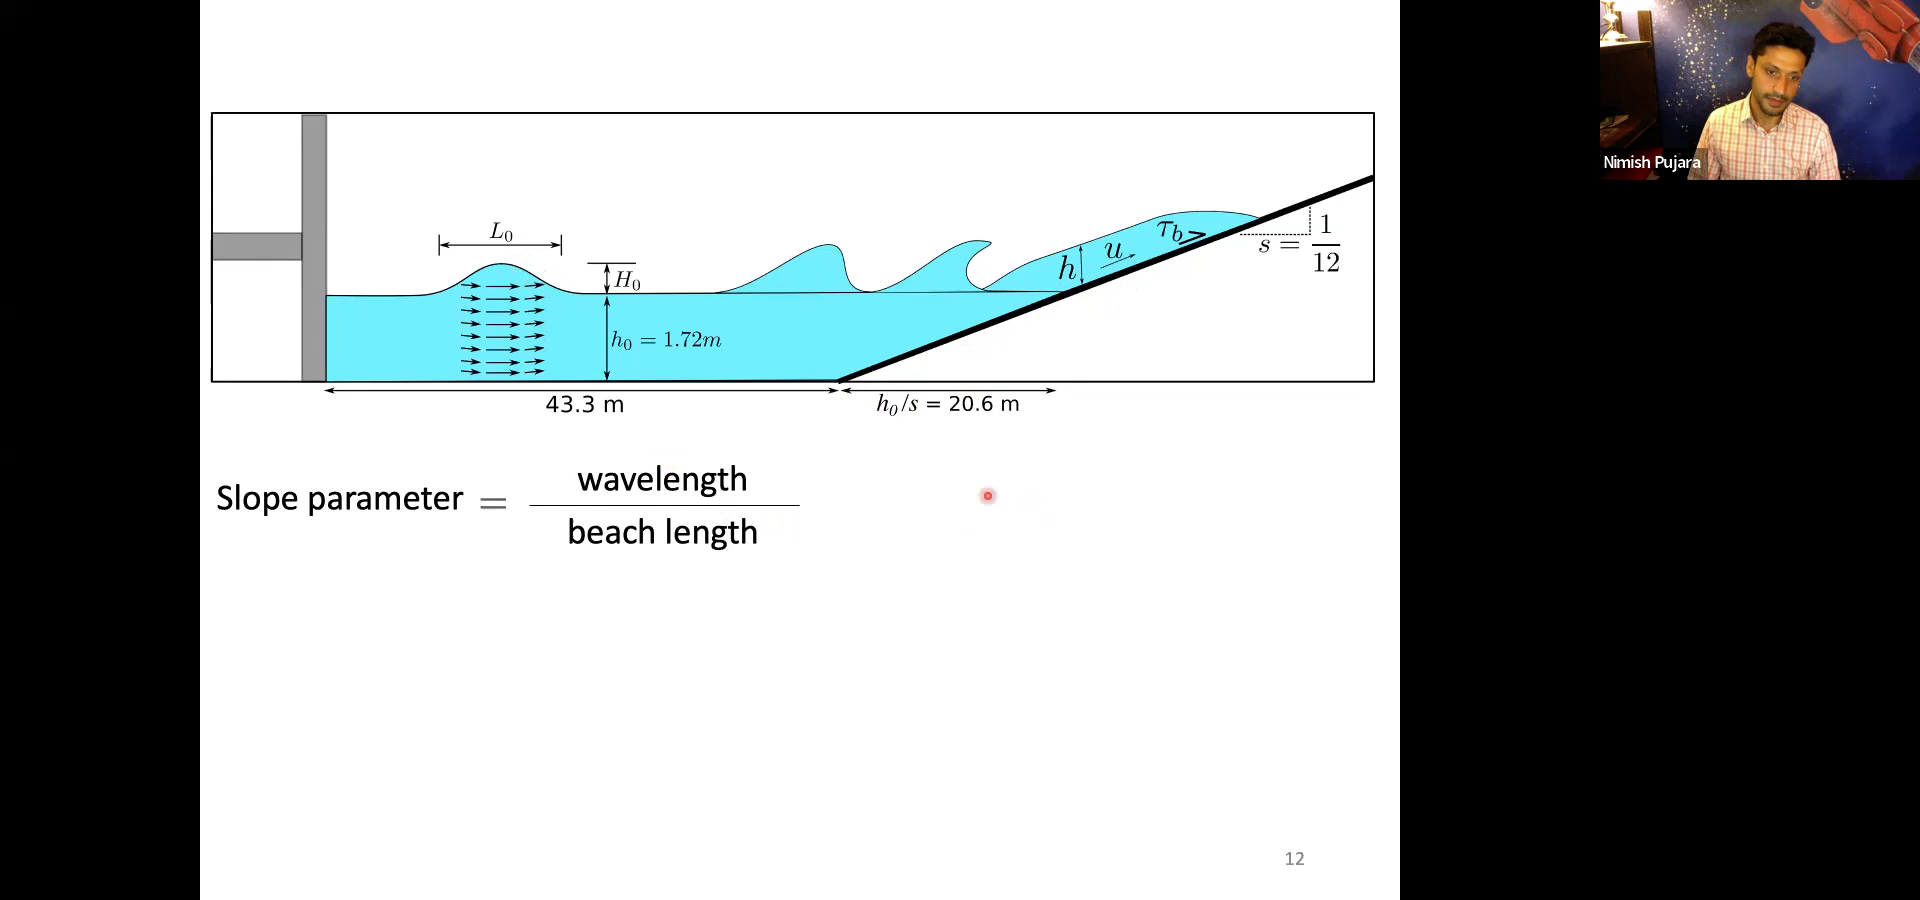 Nimish Pujara
L₀
H₀
h₀ = 1.72m
h
u
τ_b
s = 1/12
43.3 m
h₀/s = 20.6 m
Slope parameter = wavelength
beach length
12